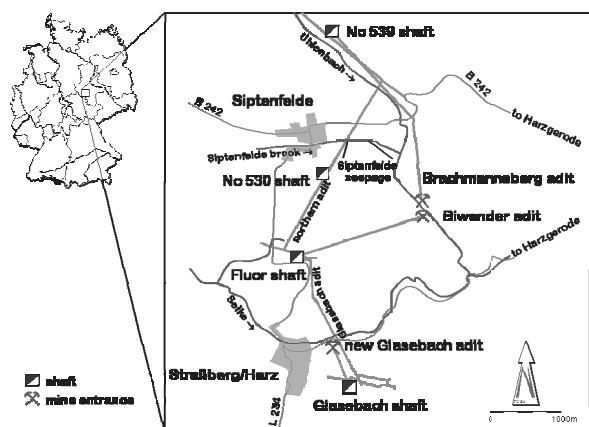 No 539 shaft
Uhlenbach →
B 242
to Harzgerode
Siptenfelde
B 242
Siptenfelde brook →
Siptenfelde
seepage
No 530 shaft
Brachmannsberg adit
Biwender adit
Northern adit
to Harzgerode
Fluor shaft
Glasebach adit
Selke →
new Glasebach adit
Straßberg/Harz
Glasebach shaft
L 234
shaft
mine entrance
0 1000m